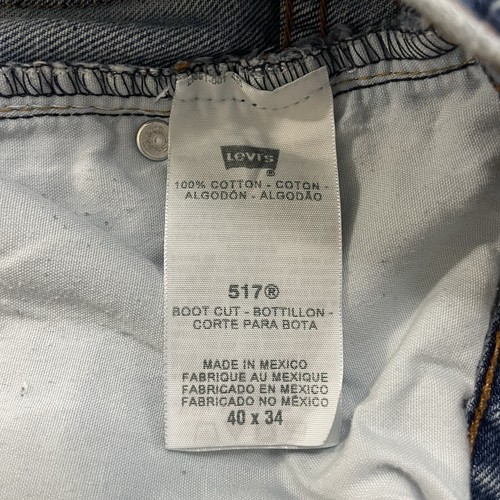 Levi's
®
100% COTTON - COTON -
ALGODÓN - ALGODÃO
517®
BOOT CUT - BOTTILLON -
CORTE PARA BOTA
MADE IN MEXICO
FABRIQUE AU MEXIQUE
FABRICADO EN MÉXICO
FABRICADO NO MÉXICO
40 x 34